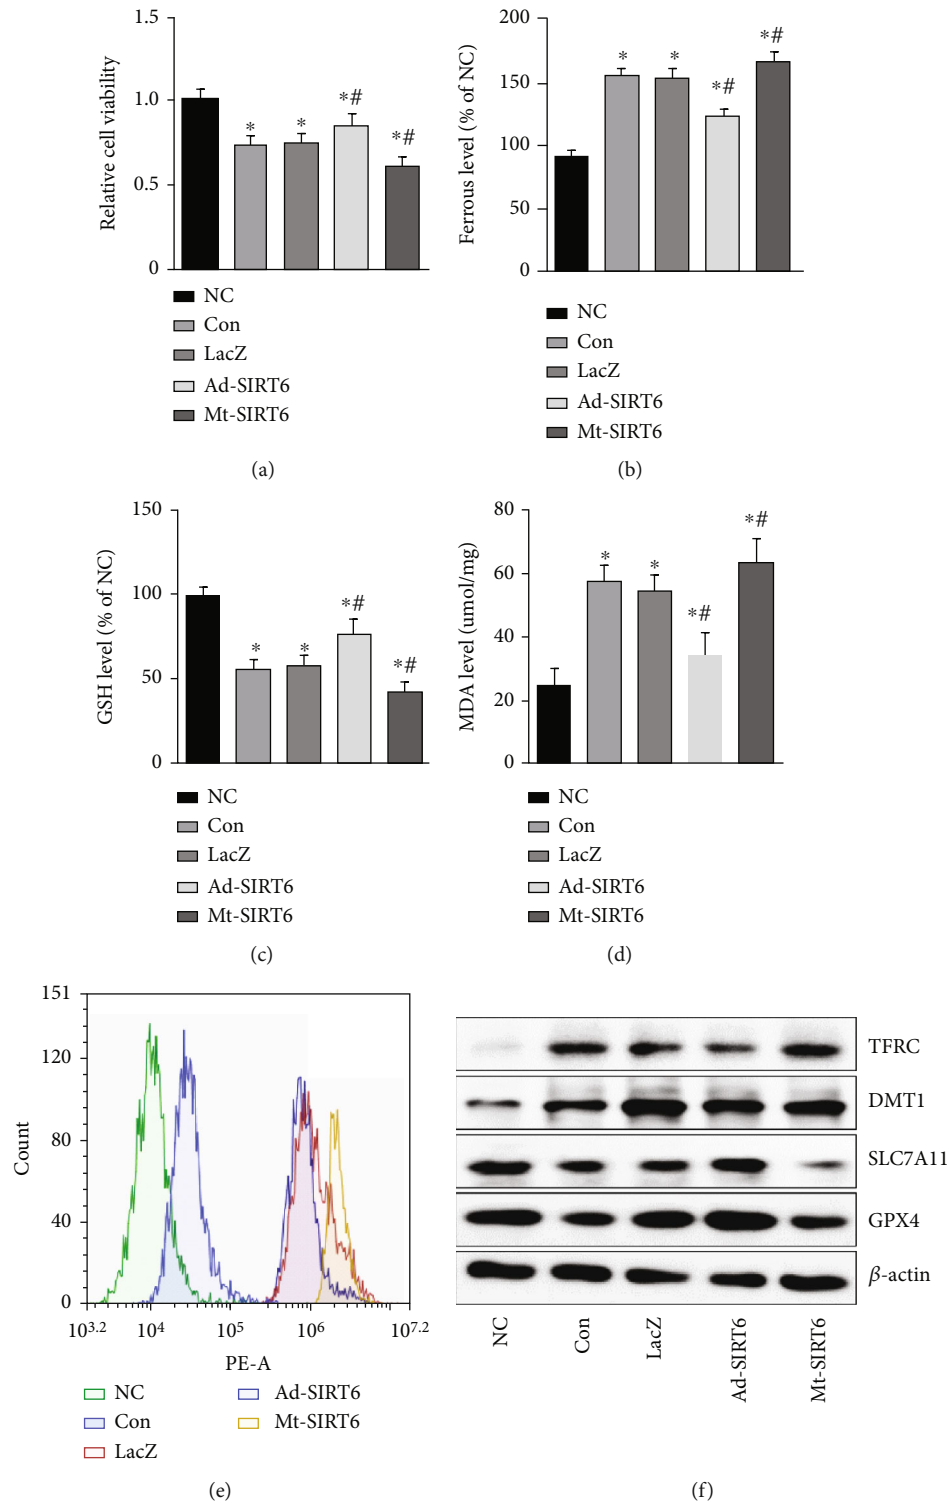 1.5
1.0
0.5
0
Relative cell viability
*
*
*#
*#
NC
Con
LacZ
Ad-SIRT6
Mt-SIRT6
(a)
200
150
100
50
0
Ferrous level (% of NC)
*
*
*#
*#
NC
Con
LacZ
Ad-SIRT6
Mt-SIRT6
(b)
150
100
50
0
GSH level (% of NC)
*
*
*#
*#
NC
Con
LacZ
Ad-SIRT6
Mt-SIRT6
(c)
80
60
40
20
0
MDA level (umol/mg)
*
*
*#
*#
NC
Con
LacZ
Ad-SIRT6
Mt-SIRT6
(d)
151
120
80
40
0
Count
10^3.2 10^4 10^5 10^6 10^7.2
PE-A
NC
Con
LacZ
Ad-SIRT6
Mt-SIRT6
(e)
TFRC
DMT1
SLC7A11
GPX4
β-actin
NC
Con
LacZ
Ad-SIRT6
Mt-SIRT6
(f)